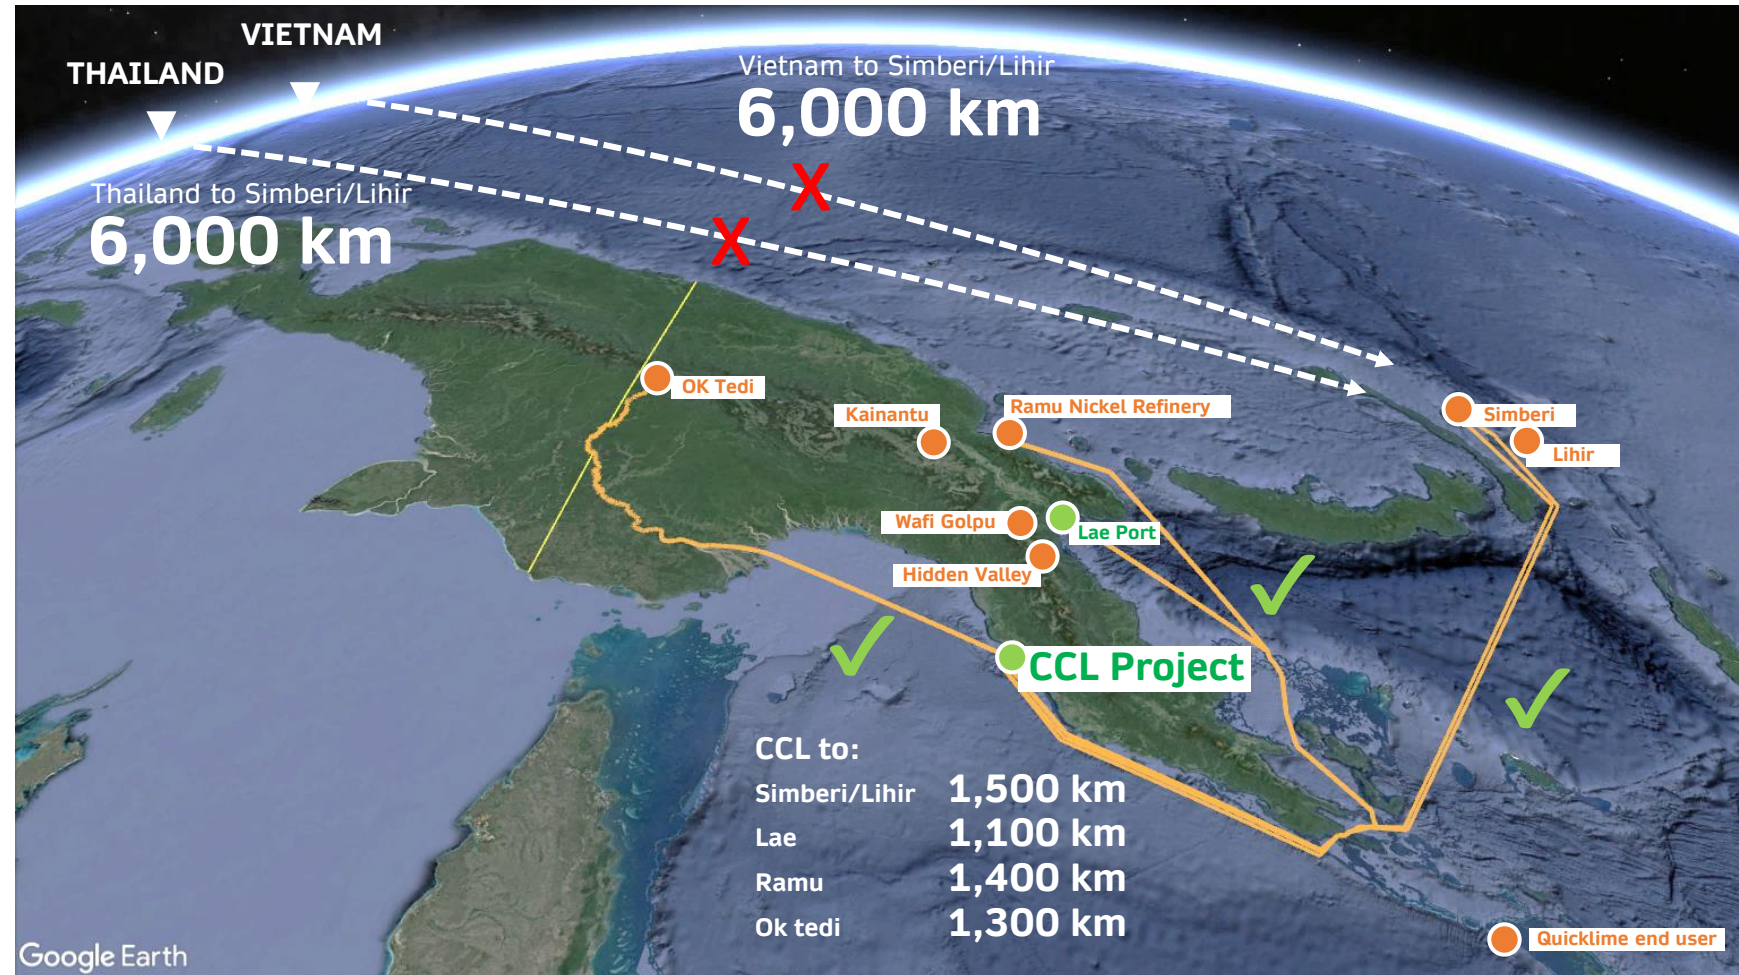 VIETNAM
THAILAND
Vietnam to Simberi/Lihir
6,000 km
X
Thailand to Simberi/Lihir
6,000 km
X
OK Tedi
Kainantu
Ramu Nickel Refinery
Simberi
Lihir
Wafi Golpu
Lae Port
Hidden Valley
CCL Project
CCL to:
Simberi/Lihir 1,500 km
Lae 1,100 km
Ramu 1,400 km
Ok tedi 1,300 km
Quicklime end user
Google Earth